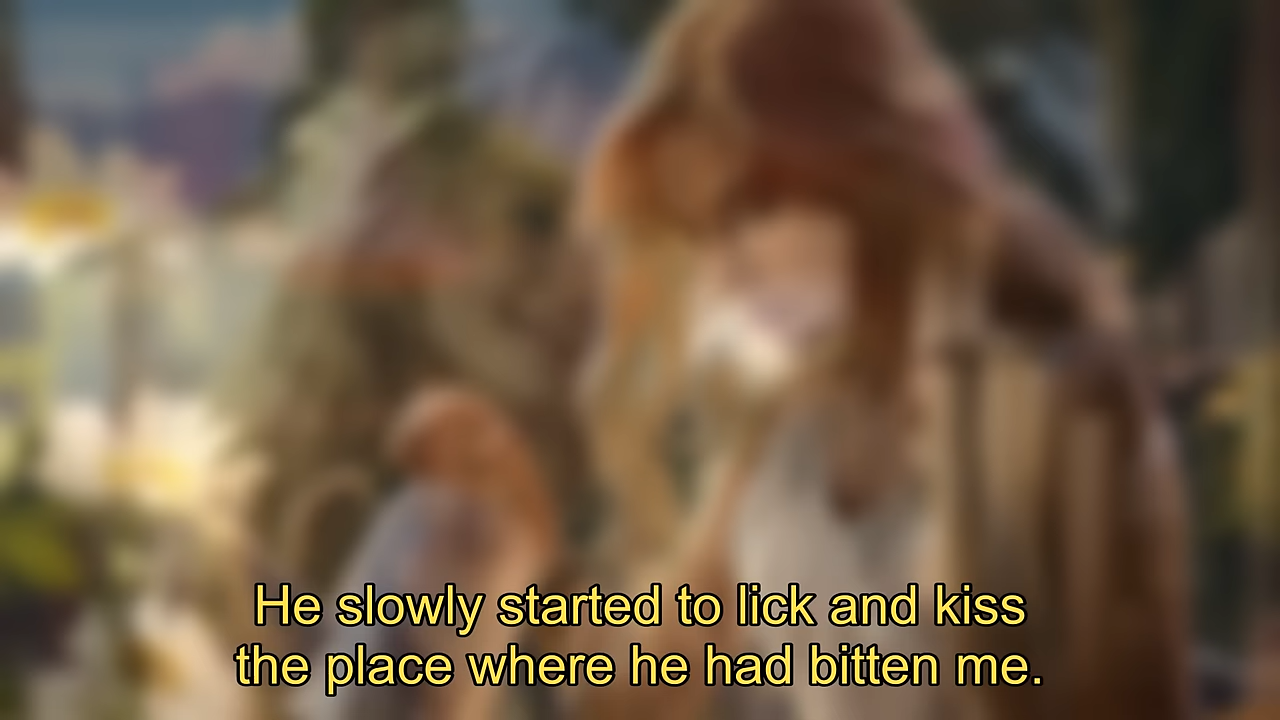 He slowly started to lick and kiss
the place where he had bitten me.